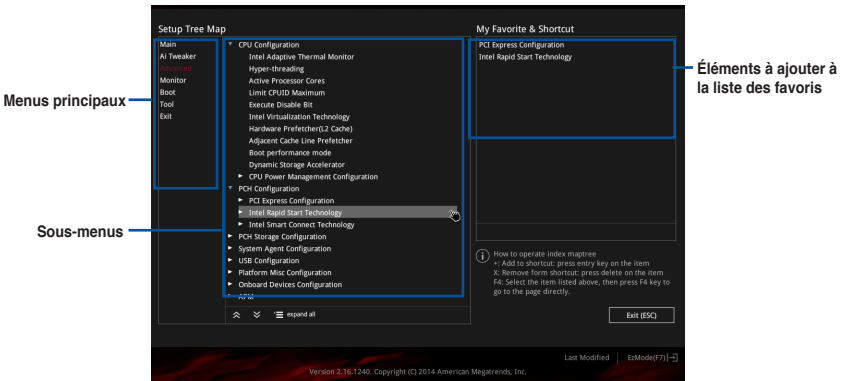 Setup Tree Map
Main
Ai Tweaker
Advanced
Monitor
Boot
Tool
Exit
CPU Configuration
Intel Adaptive Thermal Monitor
Hyper-threading
Active Processor Cores
Limit CPUID Maximum
Execute Disable Bit
Intel Virtualization Technology
Hardware Prefetcher(L2 Cache)
Adjacent Cache Line Prefetcher
Boot performance mode
Dynamic Storage Accelerator
CPU Power Management Configuration
PCH Configuration
PCI Express Configuration
Intel Rapid Start Technology
Intel Smart Connect Technology
PCH Storage Configuration
System Agent Configuration
USB Configuration
Platform Misc Configuration
Onboard Devices Configuration
APM
expand all
My Favorite & Shortcut
PCI Express Configuration
Intel Rapid Start Technology
How to operate index maptree
+: Add to shortcut: press entry key on the item
X: Remove form shortcut: press delete on the item
F4: Select the item listed above, then press F4 key to
go to the page directly.
Exit (ESC)
Last Modified
EzMode(F7)
Version 2.16.1240. Copyright (C) 2014 American Megatrends, Inc.
Menus principaux
Sous-menus
Éléments à ajouter à
la liste des favoris